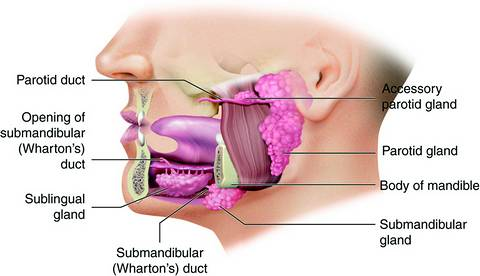 Parotid duct
Opening of
submandibular
(Wharton's)
duct
Sublingual
gland
Submandibular
(Wharton's) duct
Accessory
parotid gland
Parotid gland
Body of mandible
Submandibular
gland